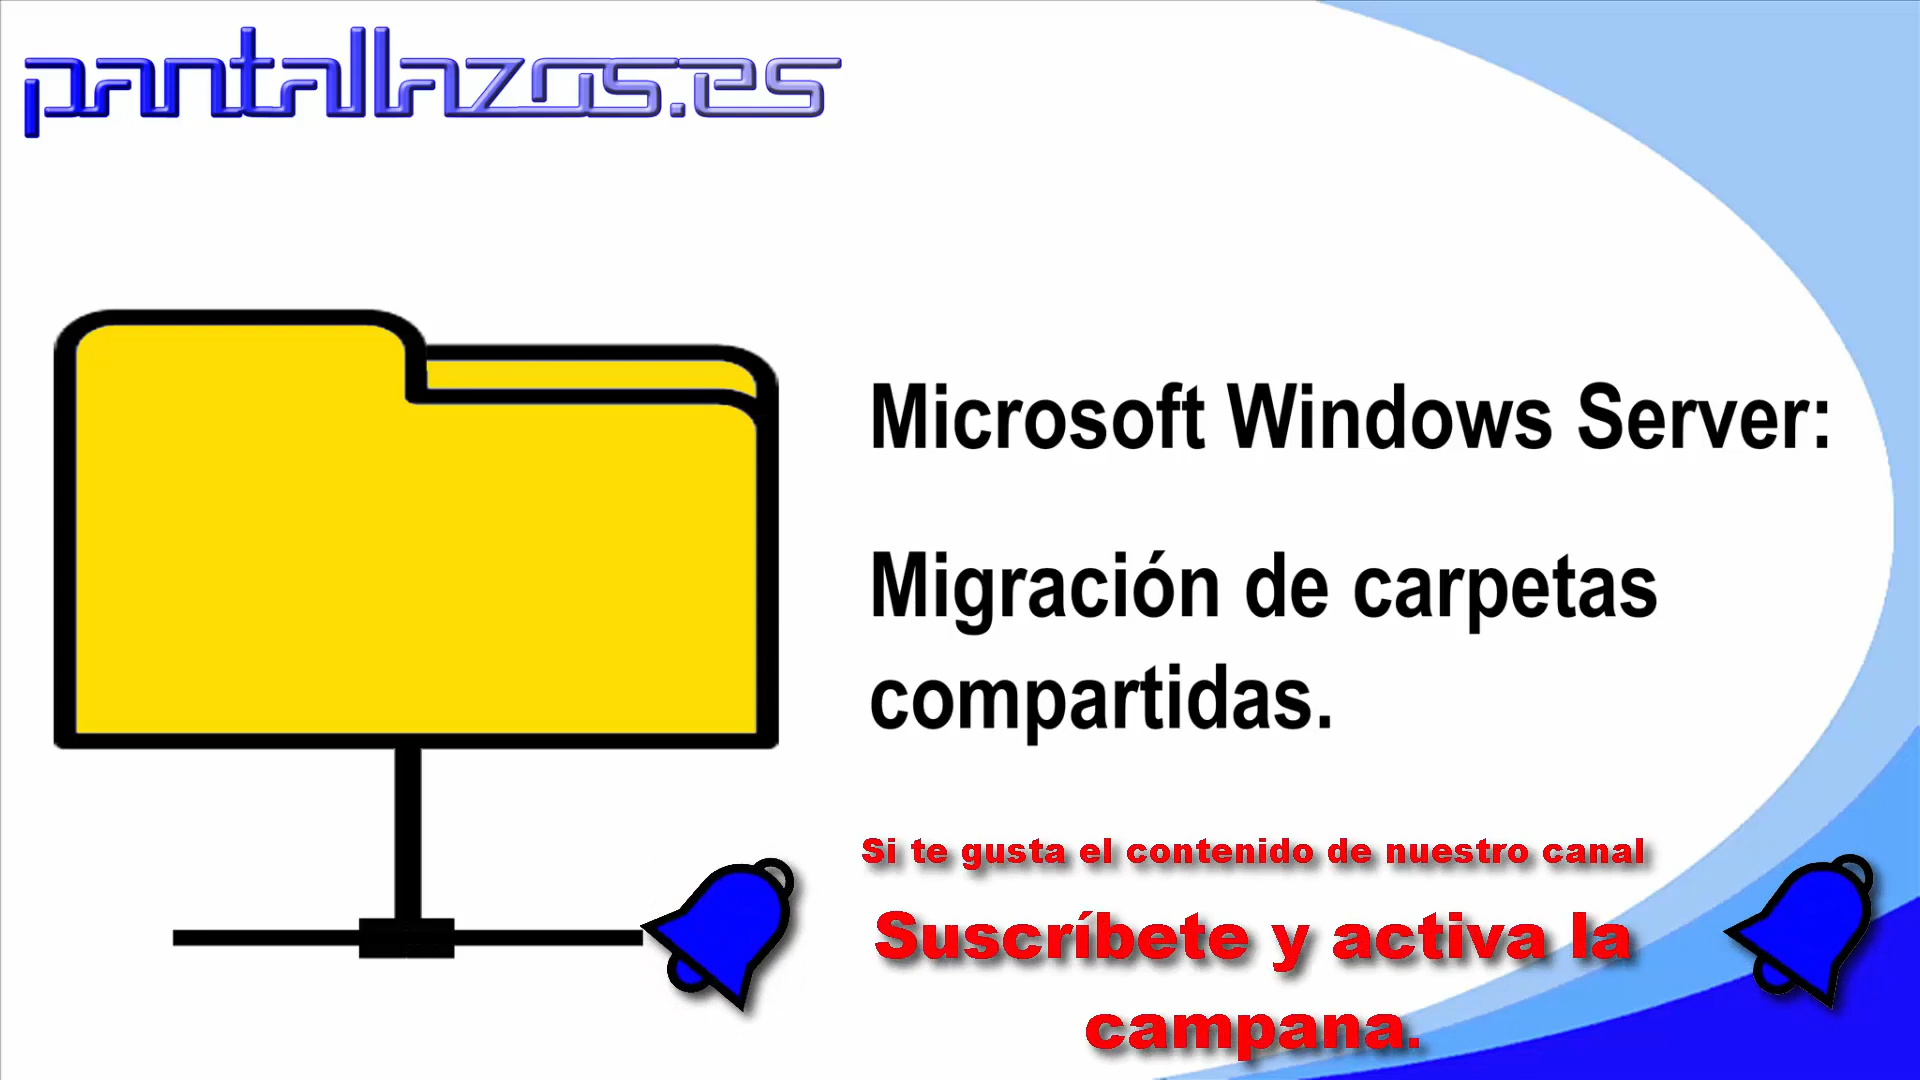 pantallazos.es
Microsoft Windows Server:
Migración de carpetas
compartidas.
Si te gusta el contenido de nuestro canal
Suscríbete y activa la
campana.